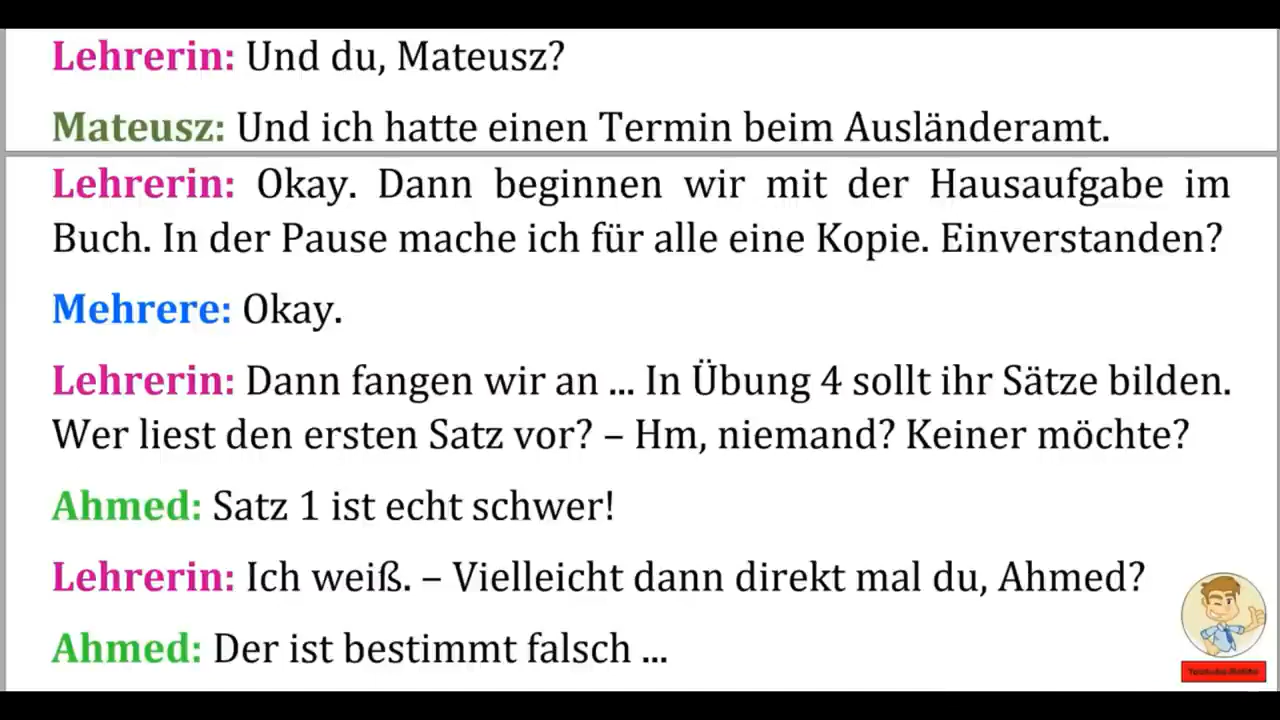 Lehrerin: Und du, Mateusz?
Mateusz: Und ich hatte einen Termin beim Ausländeramt.
Lehrerin: Okay. Dann beginnen wir mit der Hausaufgabe im
Buch. In der Pause mache ich für alle eine Kopie. Einverstanden?
Mehrere: Okay.
Lehrerin: Dann fangen wir an ... In Übung 4 sollt ihr Sätze bilden.
Wer liest den ersten Satz vor? – Hm, niemand? Keiner möchte?
Ahmed: Satz 1 ist echt schwer!
Lehrerin: Ich weiß. – Vielleicht dann direkt mal du, Ahmed?
Ahmed: Der ist bestimmt falsch ...